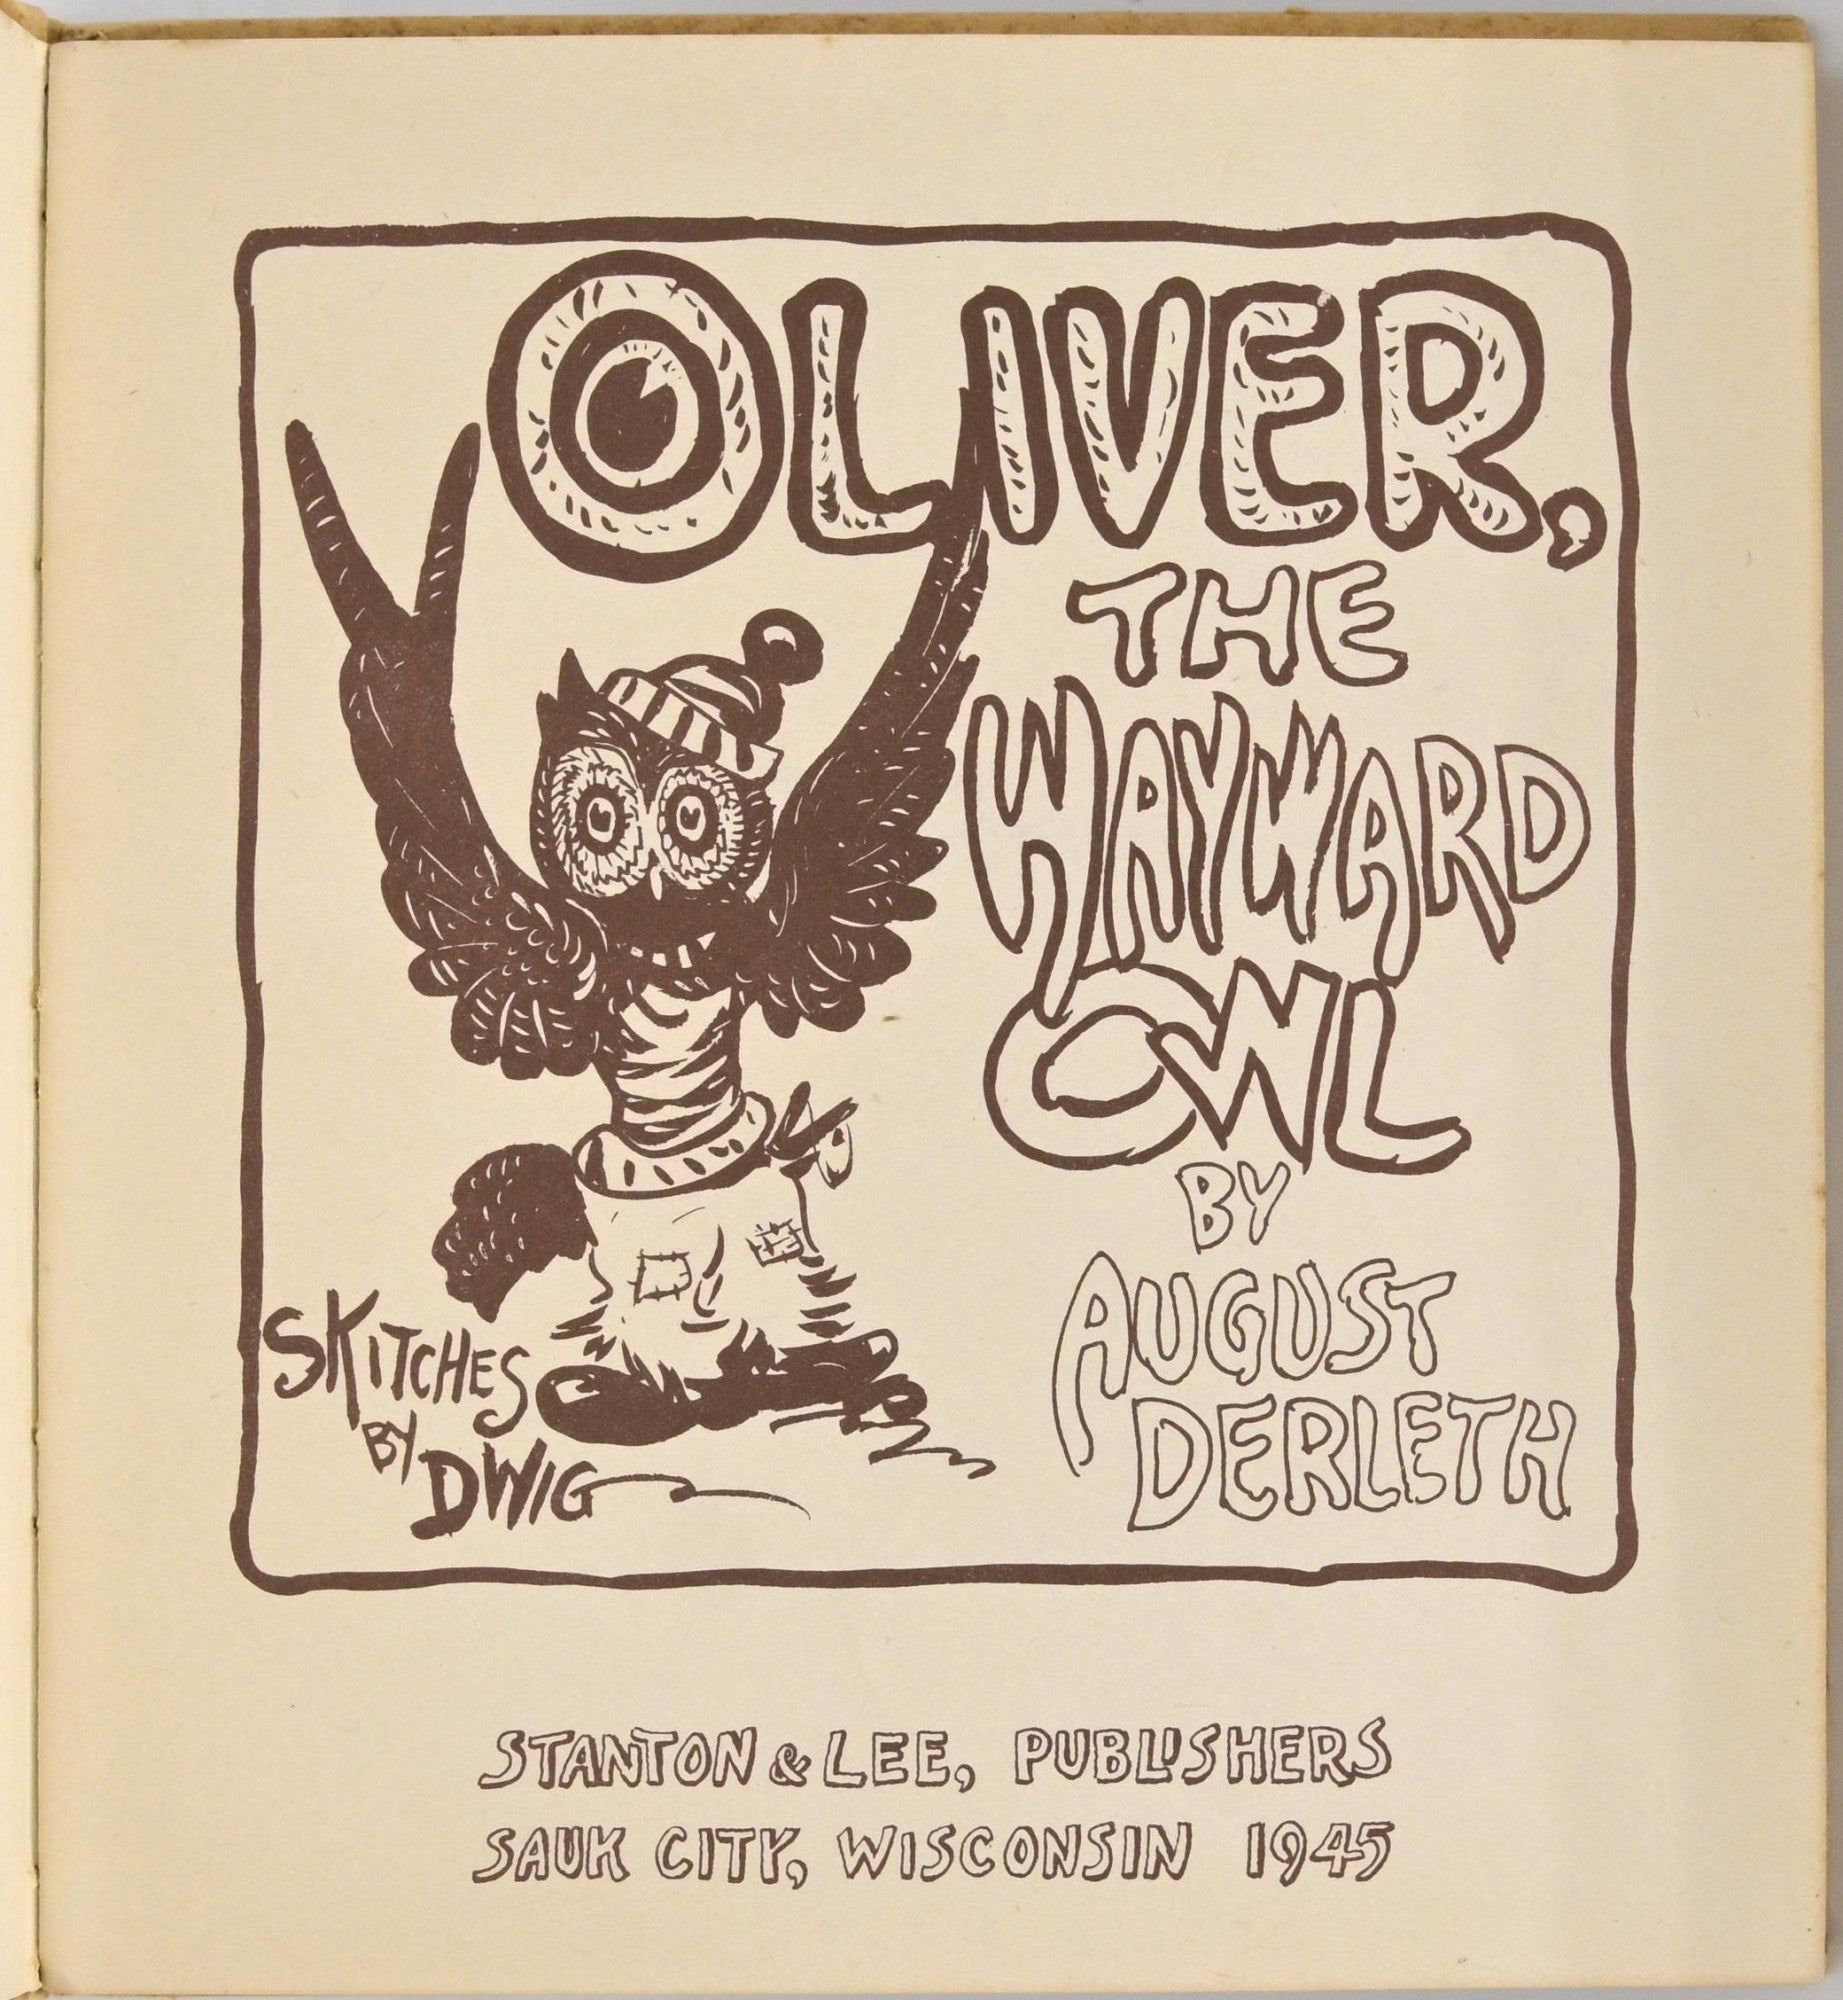 OLIVER,
THE
WAYWARD
OWL
BY
AUGUST
DERLETH
SKITCHES
BY
DWIG
STANTON & LEE, PUBLISHERS
SAUK CITY, WISCONSIN 1945